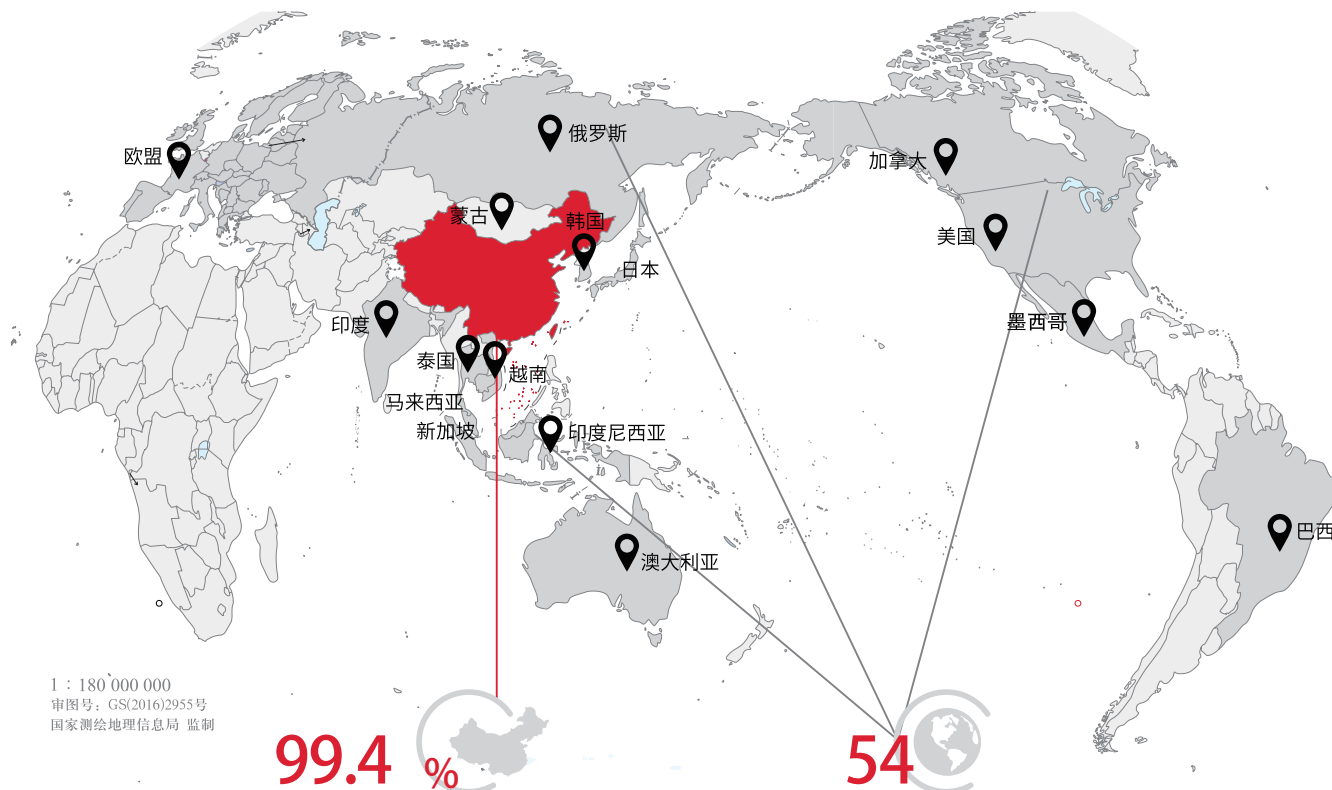 俄罗斯
欧盟
加拿大
蒙古
韩国
美国
日本
印度
墨西哥
泰国
越南
马来西亚
新加坡
印度尼西亚
巴西
澳大利亚
1：180 000 000
审图号：GS(2016)2955号
国家测绘地理信息局 监制
99.4 %
54